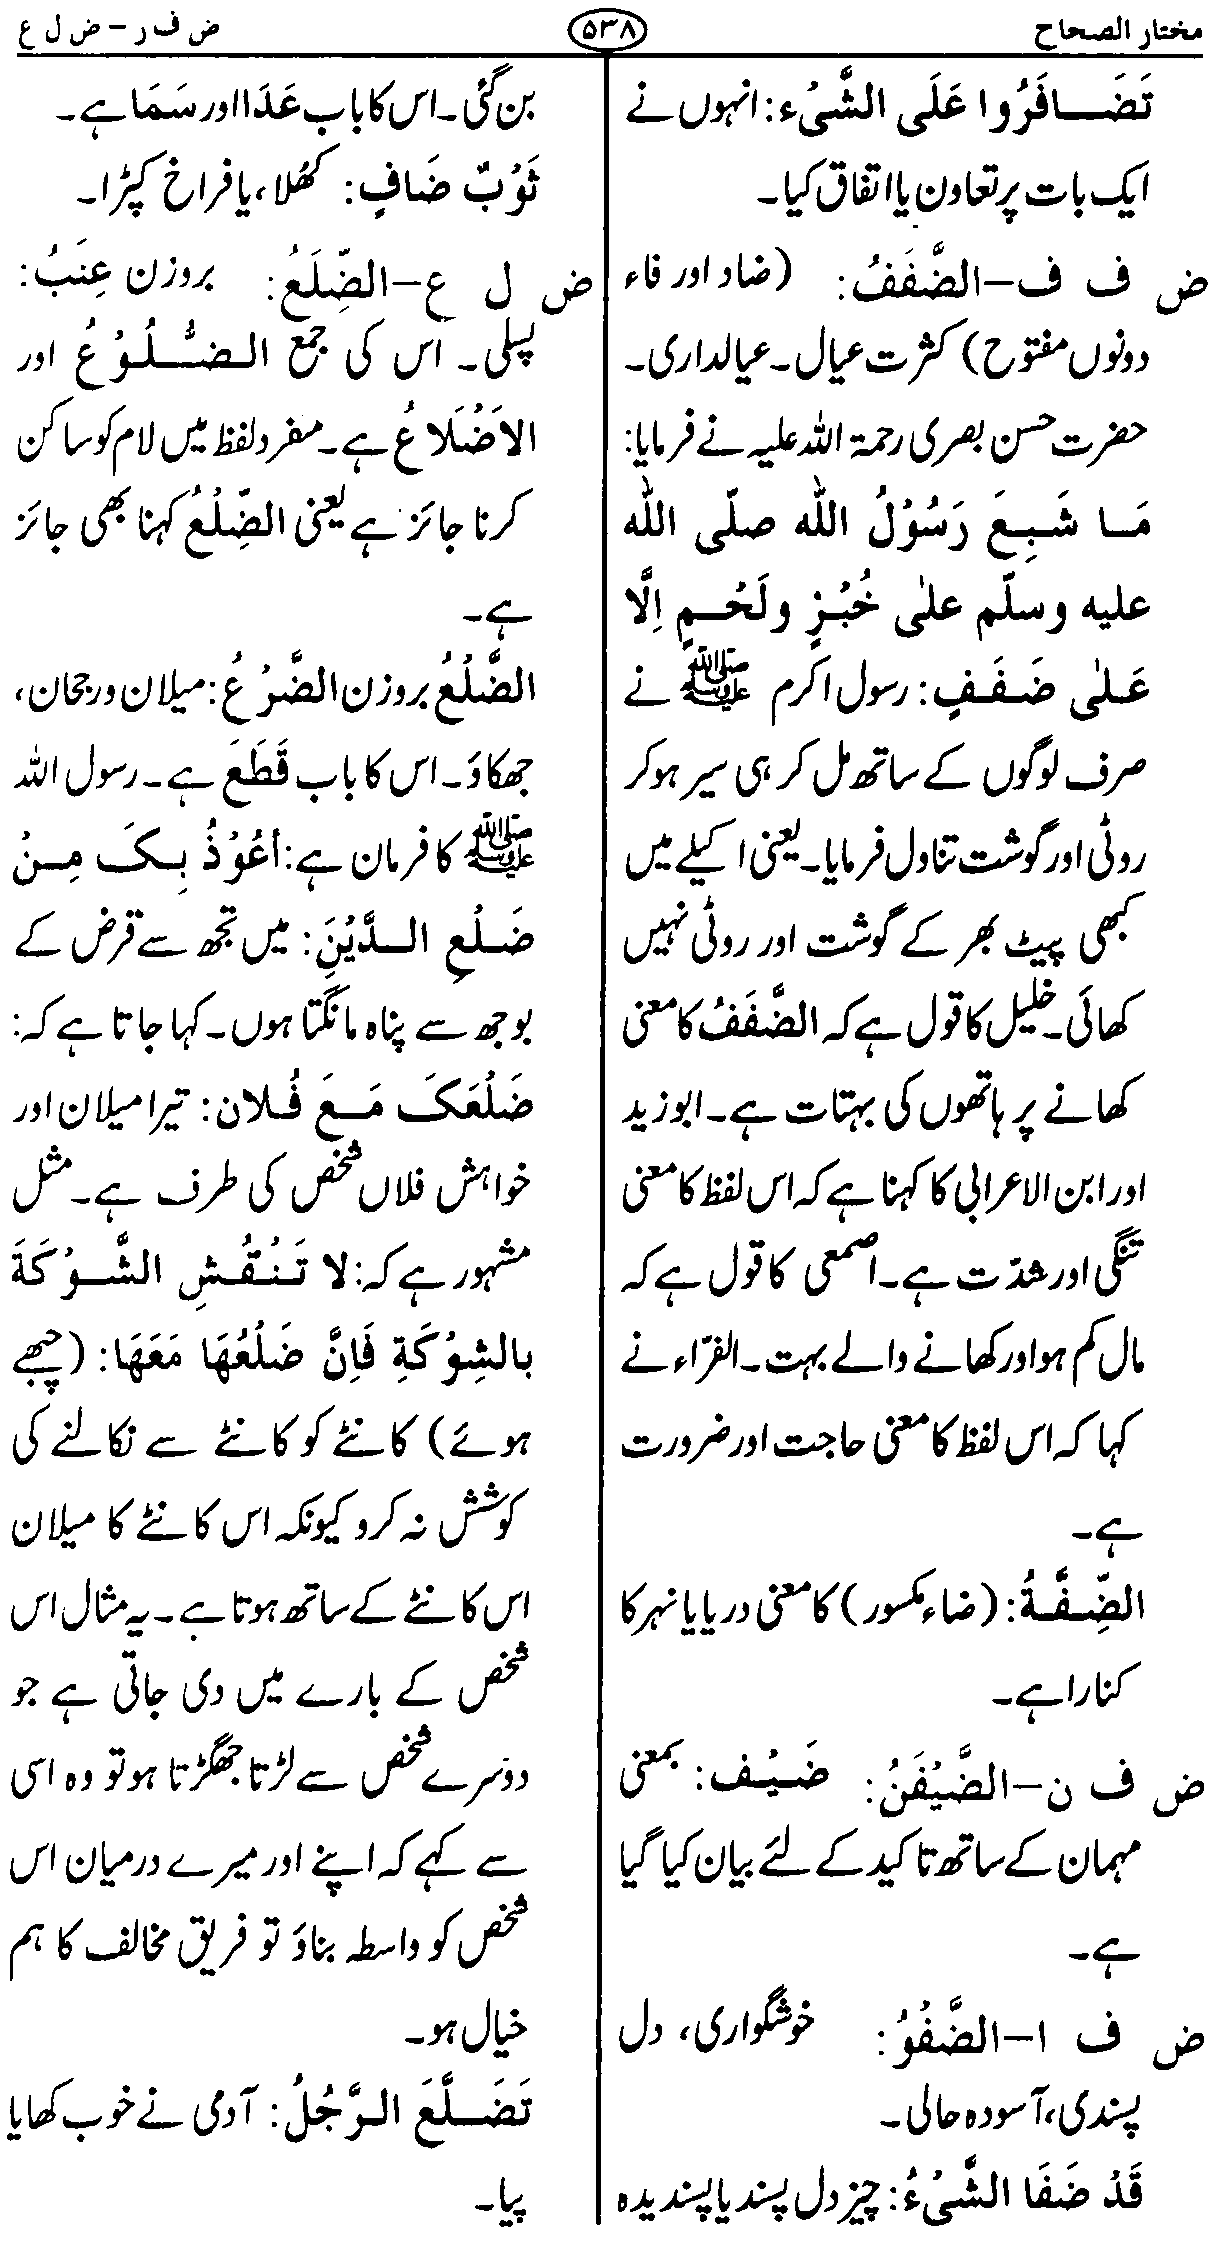 مختار الصحاح
۵۳۸
ض ف ر – ض ل ع
تَضَافَرُوا عَلَى الشَّىْء: انہوں نے
ایک بات پر تعاون یا اتفاق کیا۔
ض ف ف–الضَّفَفُ: (ضاد اور فاء
دونوں مفتوح) کثرت عیال۔ عیالداری۔
حضرت حسن بصری رحمۃ اللہ علیہ نے فرمایا:
مَا شَبِعَ رَسُوْلُ اللّٰه صلّى اللّٰه
عليه وسلّم علىٰ خُبْزٍ ولَحْمٍ اِلَّا
عَلٰى ضَفَفٍ: رسول اکرم ﷺ نے
صرف لوگوں کے ساتھ مل کر ہی سیر ہو کر
روٹی اور گوشت تناول فرمایا۔ یعنی اکیلے میں
کبھی پیٹ بھر کے گوشت اور روٹی نہیں
کھائی۔ خلیل کا قول ہے کہ الضَّفَفُ کا معنی
کھانے پر ہاتھوں کی بہتات ہے۔ ابوزید
اور ابن الاعرابی کا کہنا ہے کہ اس لفظ کا معنی
تنگی اور شدّت ہے۔ اصمعی کا قول ہے کہ
مال کم ہو اور کھانے والے بہت۔ الفرّاء نے
کہا کہ اس لفظ کا معنی حاجت اور ضرورت
ہے۔
الضِّفَّةُ: (ضاء مکسور) کا معنی دریا یا نہر کا
کنارا ہے۔
ض ف ن–الضَّيْفَنُ: ضَيْف: بمعنی
مہمان کے ساتھ تاکید کے لئے بیان کیا گیا
ہے۔
ض ف ا–الضَّفْوُ: خوشگواری، دل
پسندی، آسودہ حالی۔
قَدْ ضَفَا الشَّىْءُ: چیز دل پسند یا پسندیدہ
بن گئی۔ اس کا باب عَدَا اور سَمَا ہے۔
ثَوْبٌ ضَافٍ: کھلا، یا فراخ کپڑا۔
ض ل ع–الضِّلَعُ: بروزن عِنَبُ:
پسلی۔ اس کی جمع الضُّلُوْعُ اور
الاَضْلَاعُ ہے۔ مفرد لفظ میں لام کو ساکن
کرنا جائز ہے یعنی الضِّلْعُ کہنا بھی جائز
ہے۔
الضَّلْعُ بروزن الضَّرْعُ: میلان ورجحان،
جھکاؤ۔ اس کا باب قَطَعَ ہے۔ رسول اللہ
ﷺ کا فرمان ہے: أعُوْذُ بِکَ مِنْ
ضَلْعِ الدَّيْنَ: میں تجھ سے قرض کے
بوجھ سے پناہ مانگتا ہوں۔ کہا جاتا ہے کہ:
ضَلْعَکَ مَعَ فُلان: تیرا میلان اور
خواہش فلاں شخص کی طرف ہے۔ مثل
مشہور ہے کہ: لا تَنْقُشِ الشَّوْکَةَ
بالشوْکَةِ فَاِنَّ ضَلْعُهَا مَعَهَا: (چبھے
ہوئے) کانٹے کو کانٹے سے نکالنے کی
کوشش نہ کرو کیونکہ اس کانٹے کا میلان
اس کانٹے کے ساتھ ہوتا ہے۔ یہ مثال اس
شخص کے بارے میں دی جاتی ہے جو
دوسرے شخص سے لڑتا جھگڑتا ہو تو وہ اسی
سے کہے کہ اپنے اور میرے درمیان اس
شخص کو واسطہ بناؤ تو فریق مخالف کا ہم
خیال ہو۔
تَضَلَّعَ الرَّجُلُ: آدمی نے خوب کھایا
پیا۔